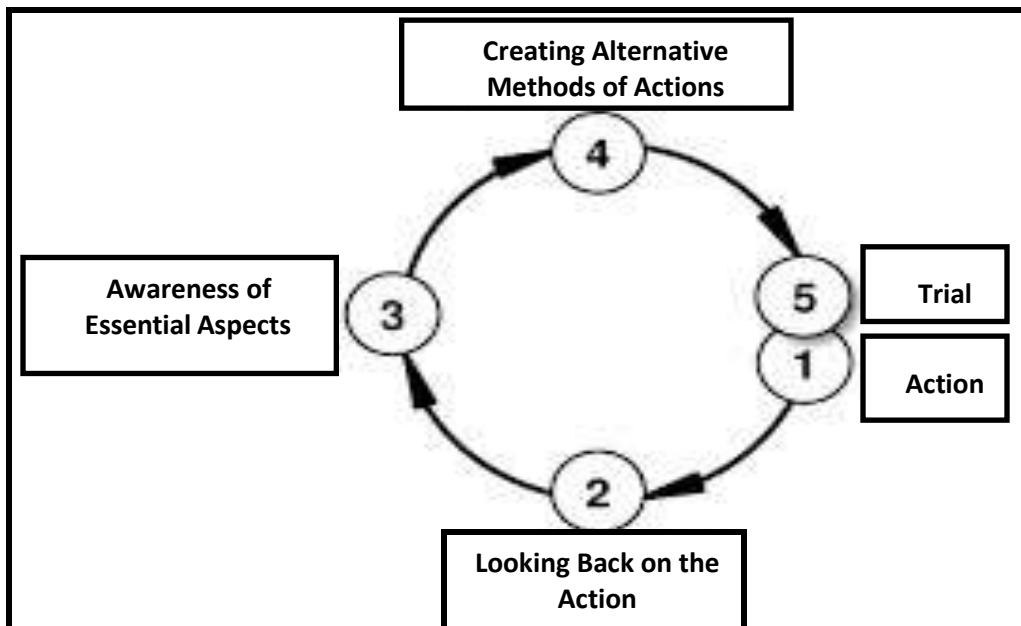 Creating Alternative
Methods of Actions
4
Awareness of
Essential Aspects
3
5
Trial
1
Action
2
Looking Back on the
Action